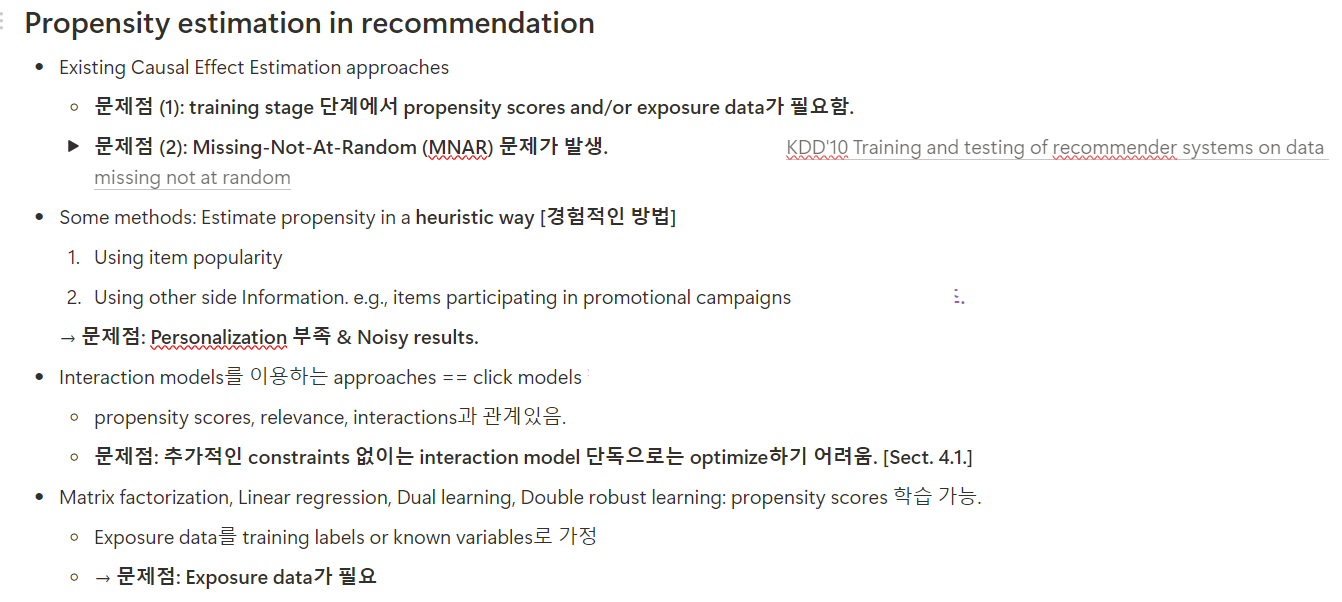 Propensity estimation in recommendation
• Existing Causal Effect Estimation approaches
◦ 문제점 (1): training stage 단계에서 propensity scores and/or exposure data가 필요함.
▶ 문제점 (2): Missing-Not-At-Random (MNAR) 문제가 발생. KDD'10 Training and testing of recommender systems on data
missing not at random
• Some methods: Estimate propensity in a heuristic way [경험적인 방법]
1. Using item popularity
2. Using other side Information. e.g., items participating in promotional campaigns
→ 문제점: Personalization 부족 & Noisy results.
• Interaction models를 이용하는 approaches == click models
◦ propensity scores, relevance, interactions과 관계있음.
◦ 문제점: 추가적인 constraints 없이는 interaction model 단독으로는 optimize하기 어려움. [Sect. 4.1.]
• Matrix factorization, Linear regression, Dual learning, Double robust learning: propensity scores 학습 가능.
◦ Exposure data를 training labels or known variables로 가정
◦ → 문제점: Exposure data가 필요